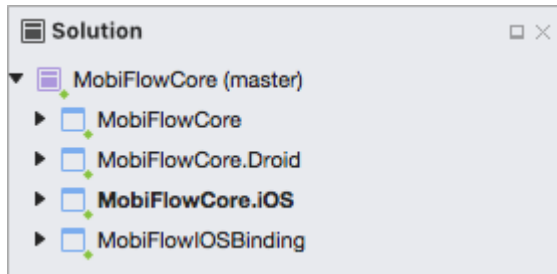 Solution
MobiFlowCore (master)
MobiFlowCore
MobiFlowCore.Droid
MobiFlowCore.iOS
MobiFlowIOSBinding